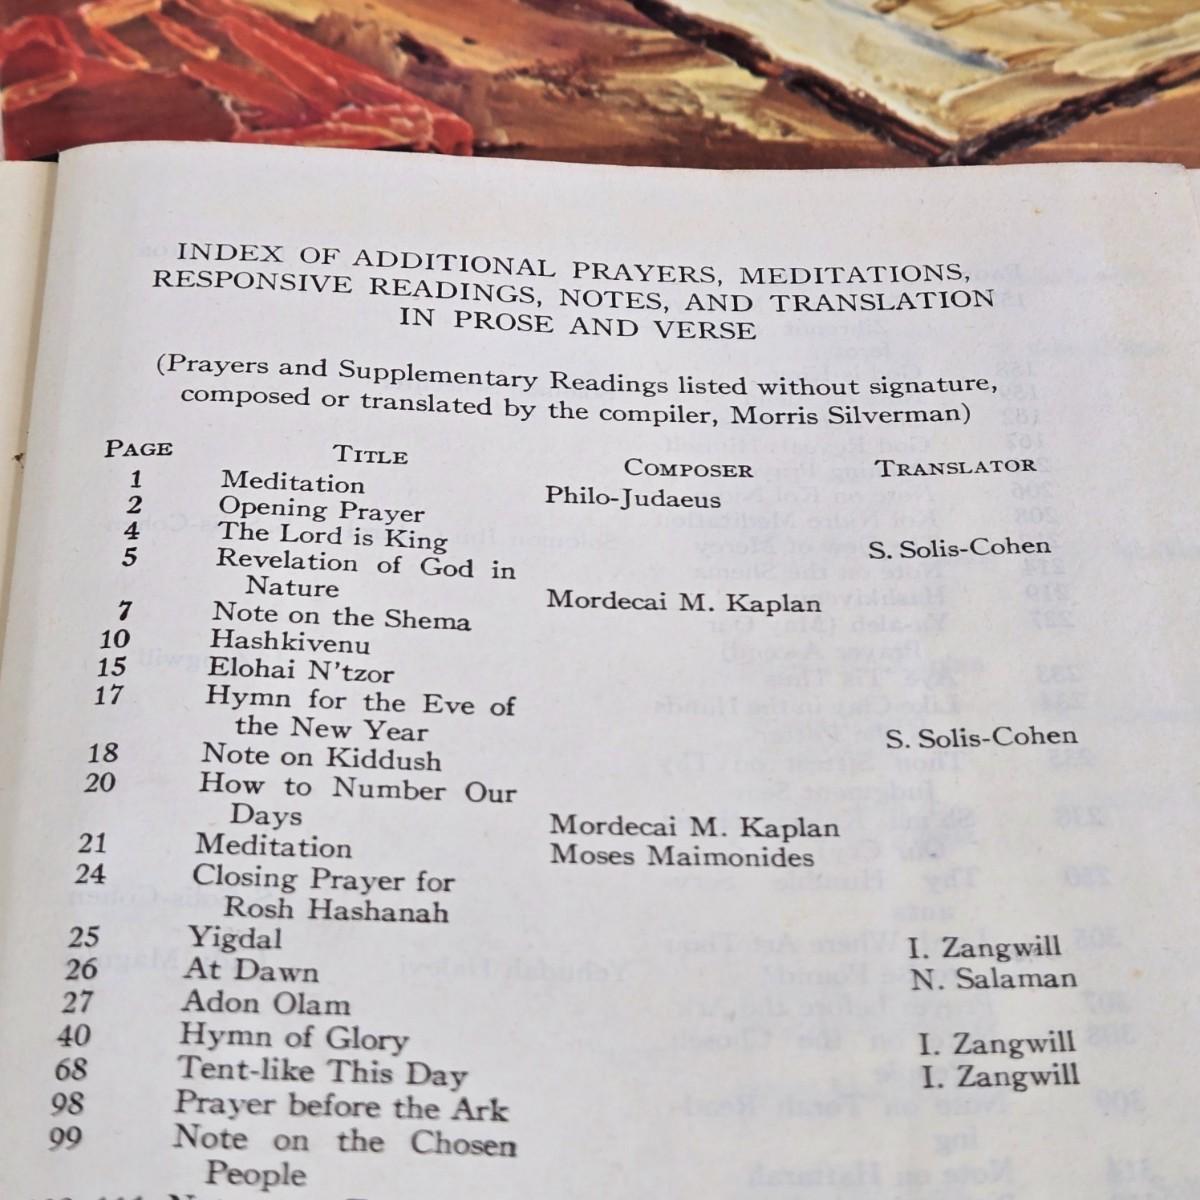 INDEX OF ADDITIONAL PRAYERS, MEDITATIONS,
RESPONSIVE READINGS, NOTES, AND TRANSLATION
IN PROSE AND VERSE
(Prayers and Supplementary Readings listed without signature,
composed or translated by the compiler, Morris Silverman)
PAGE TITLE COMPOSER TRANSLATOR
1 Meditation Philo-Judaeus
2 Opening Prayer
4 The Lord is King S. Solis-Cohen
5 Revelation of God in
Nature Mordecai M. Kaplan
7 Note on the Shema
10 Hashkivenu
15 Elohai N'tzor
17 Hymn for the Eve of
the New Year S. Solis-Cohen
18 Note on Kiddush
20 How to Number Our
Days Mordecai M. Kaplan
21 Meditation Moses Maimonides
24 Closing Prayer for
Rosh Hashanah
25 Yigdal I. Zangwill
26 At Dawn N. Salaman
27 Adon Olam
40 Hymn of Glory I. Zangwill
68 Tent-like This Day I. Zangwill
98 Prayer before the Ark
99 Note on the Chosen
People